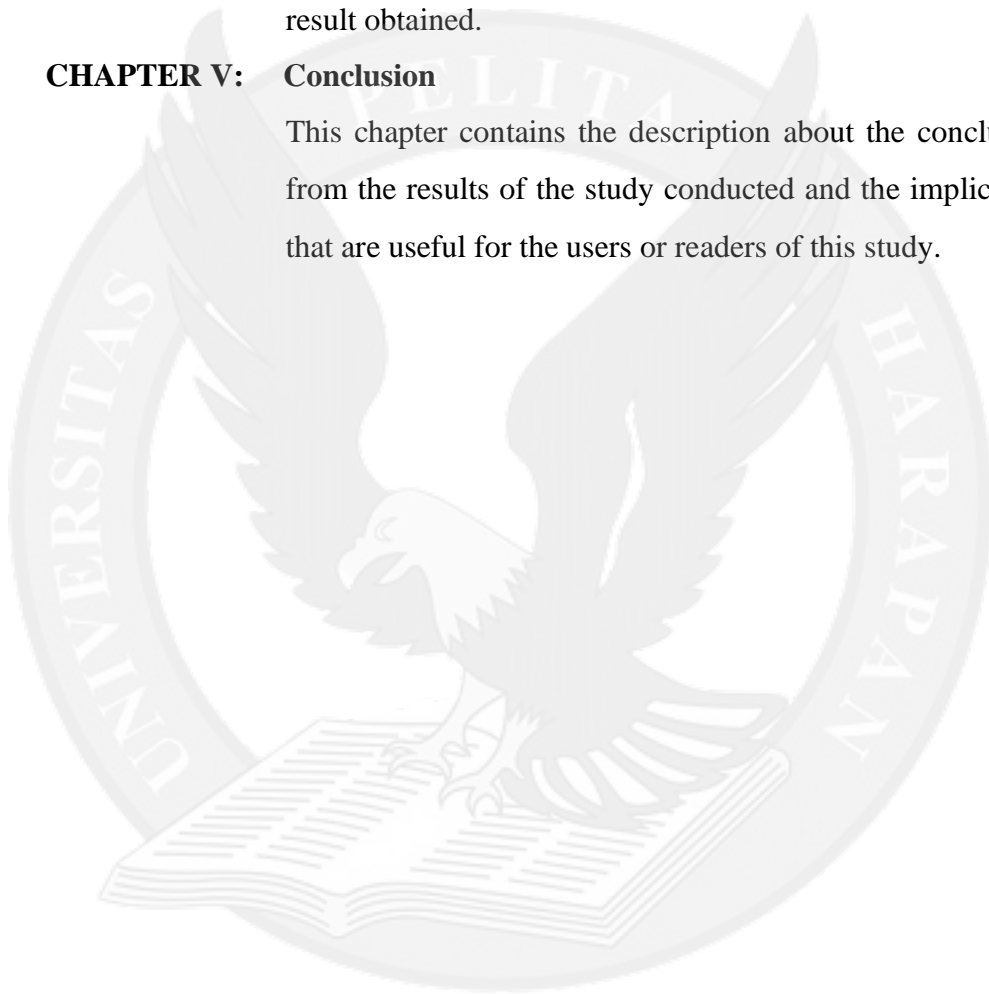 result obtained.
CHAPTER V: Conclusion
This chapter contains the description about the
from the results of the study conducted and the
that are useful for the users or readers of this study.
UNIVERSITAS PELITA HARAPAN